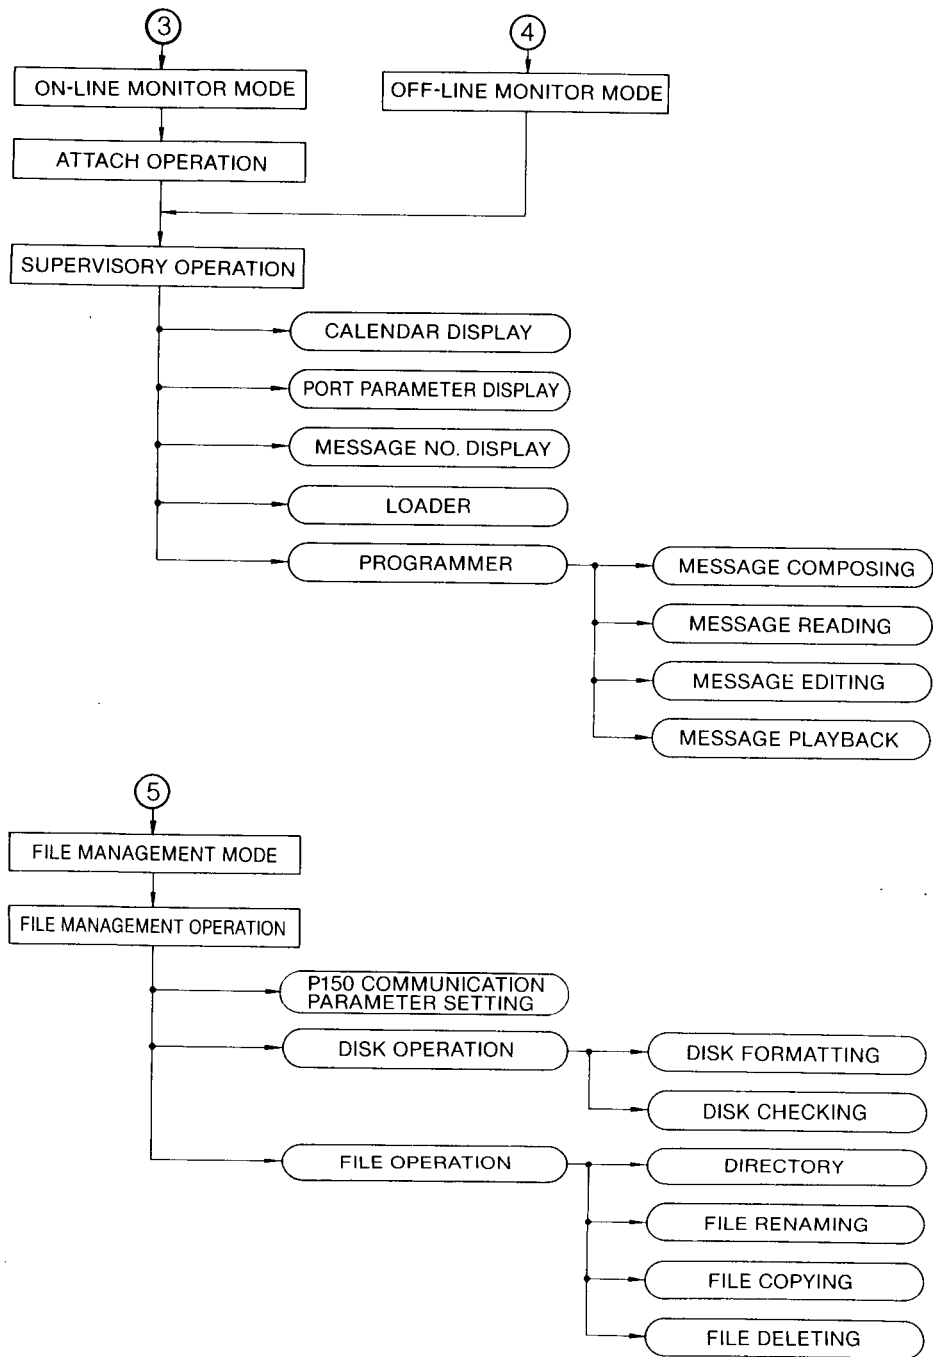 3
4
ON-LINE MONITOR MODE
OFF-LINE MONITOR MODE
ATTACH OPERATION
SUPERVISORY OPERATION
CALENDAR DISPLAY
PORT PARAMETER DISPLAY
MESSAGE NO. DISPLAY
LOADER
PROGRAMMER
MESSAGE COMPOSING
MESSAGE READING
MESSAGE EDITING
MESSAGE PLAYBACK
5
FILE MANAGEMENT MODE
FILE MANAGEMENT OPERATION
P150 COMMUNICATION
PARAMETER SETTING
DISK OPERATION
DISK FORMATTING
DISK CHECKING
FILE OPERATION
DIRECTORY
FILE RENAMING
FILE COPYING
FILE DELETING